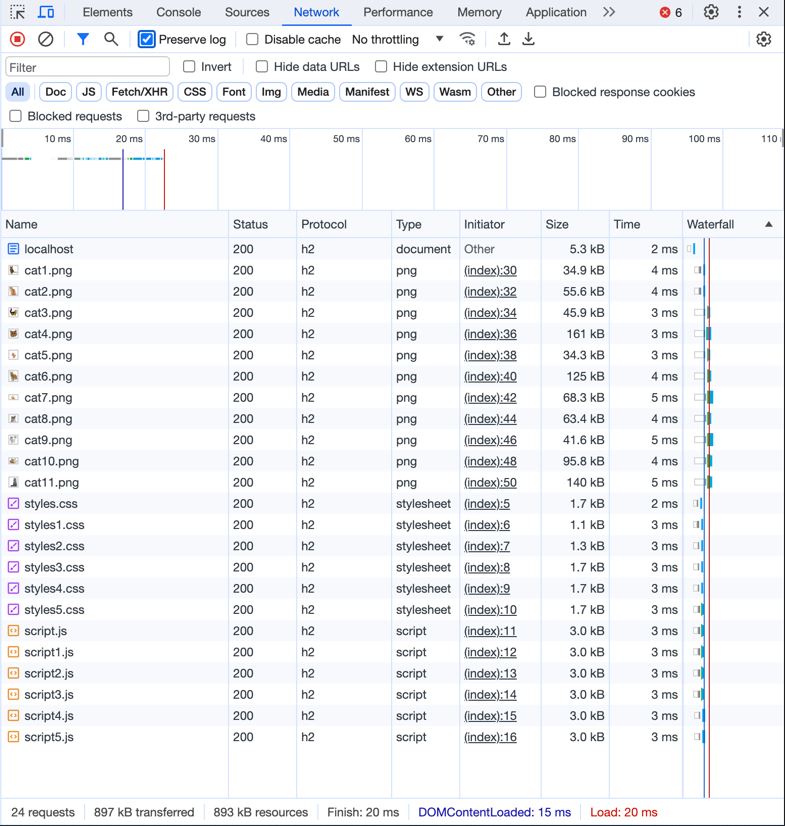 Elements Console Sources Network Performance Memory Application 6
Preserve log Disable cache No throttling
Filter Invert Hide data URLs Hide extension URLs
All Doc JS Fetch/XHR CSS Font Img Media Manifest WS Wasm Other Blocked response cookies
Blocked requests 3rd-party requests
10 ms 20 ms 30 ms 40 ms 50 ms 60 ms 70 ms 80 ms 90 ms 100 ms 110
Name Status Protocol Type Initiator Size Time Waterfall
localhost 200 h2 document Other 5.3 kB 2 ms
cat1.png 200 h2 png (index):30 34.9 kB 4 ms
cat2.png 200 h2 png (index):32 55.6 kB 4 ms
cat3.png 200 h2 png (index):34 45.9 kB 3 ms
cat4.png 200 h2 png (index):36 161 kB 3 ms
cat5.png 200 h2 png (index):38 34.3 kB 3 ms
cat6.png 200 h2 png (index):40 125 kB 4 ms
cat7.png 200 h2 png (index):42 68.3 kB 5 ms
cat8.png 200 h2 png (index):44 63.4 kB 4 ms
cat9.png 200 h2 png (index):46 41.6 kB 5 ms
cat10.png 200 h2 png (index):48 95.8 kB 4 ms
cat11.png 200 h2 png (index):50 140 kB 5 ms
styles.css 200 h2 stylesheet (index):5 1.7 kB 2 ms
styles1.css 200 h2 stylesheet (index):6 1.1 kB 3 ms
styles2.css 200 h2 stylesheet (index):7 1.3 kB 3 ms
styles3.css 200 h2 stylesheet (index):8 1.7 kB 3 ms
styles4.css 200 h2 stylesheet (index):9 1.7 kB 3 ms
styles5.css 200 h2 stylesheet (index):10 1.7 kB 3 ms
script.js 200 h2 script (index):11 3.0 kB 3 ms
script1.js 200 h2 script (index):12 3.0 kB 3 ms
script2.js 200 h2 script (index):13 3.0 kB 3 ms
script3.js 200 h2 script (index):14 3.0 kB 3 ms
script4.js 200 h2 script (index):15 3.0 kB 3 ms
script5.js 200 h2 script (index):16 3.0 kB 3 ms
24 requests 897 kB transferred 893 kB resources Finish: 20 ms DOMContentLoaded: 15 ms Load: 20 ms